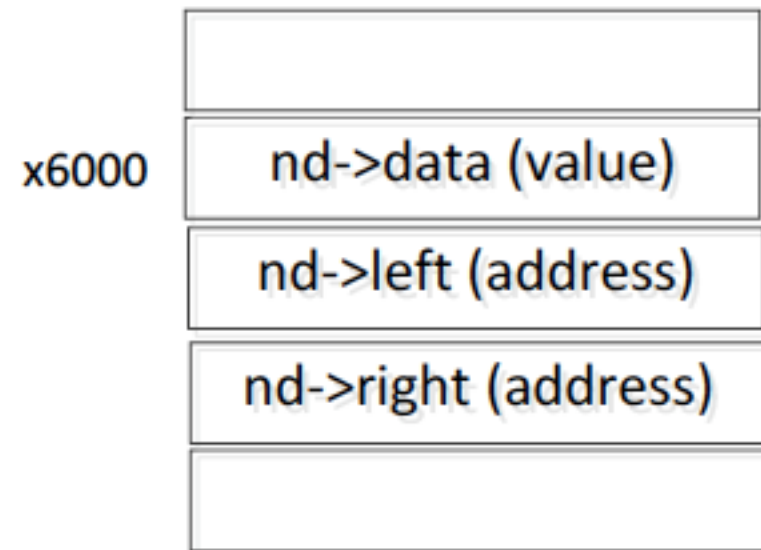 x6000 nd->data (value)
nd->left (address)
nd->right (address)